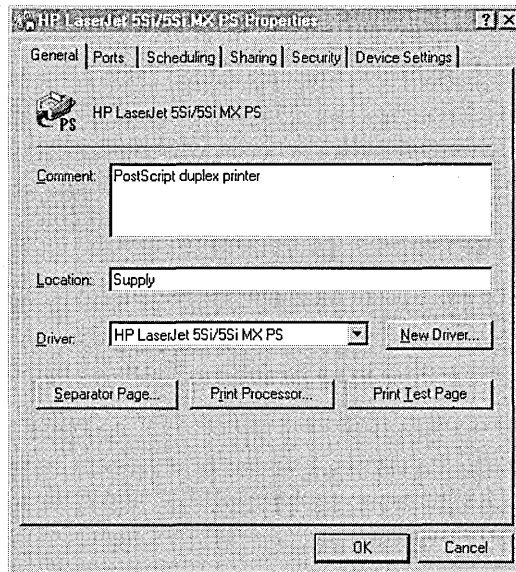 HP LaserJet 5Si/5Si MX PS Properties ? X
General Ports Scheduling Sharing Security Device Settings
PS HP LaserJet 5Si/5Si MX PS
Comment: PostScript duplex printer
Location: Supply
Driver: HP LaserJet 5Si/5Si MX PS New Driver...
Separator Page... Print Processor... Print Test Page
OK Cancel